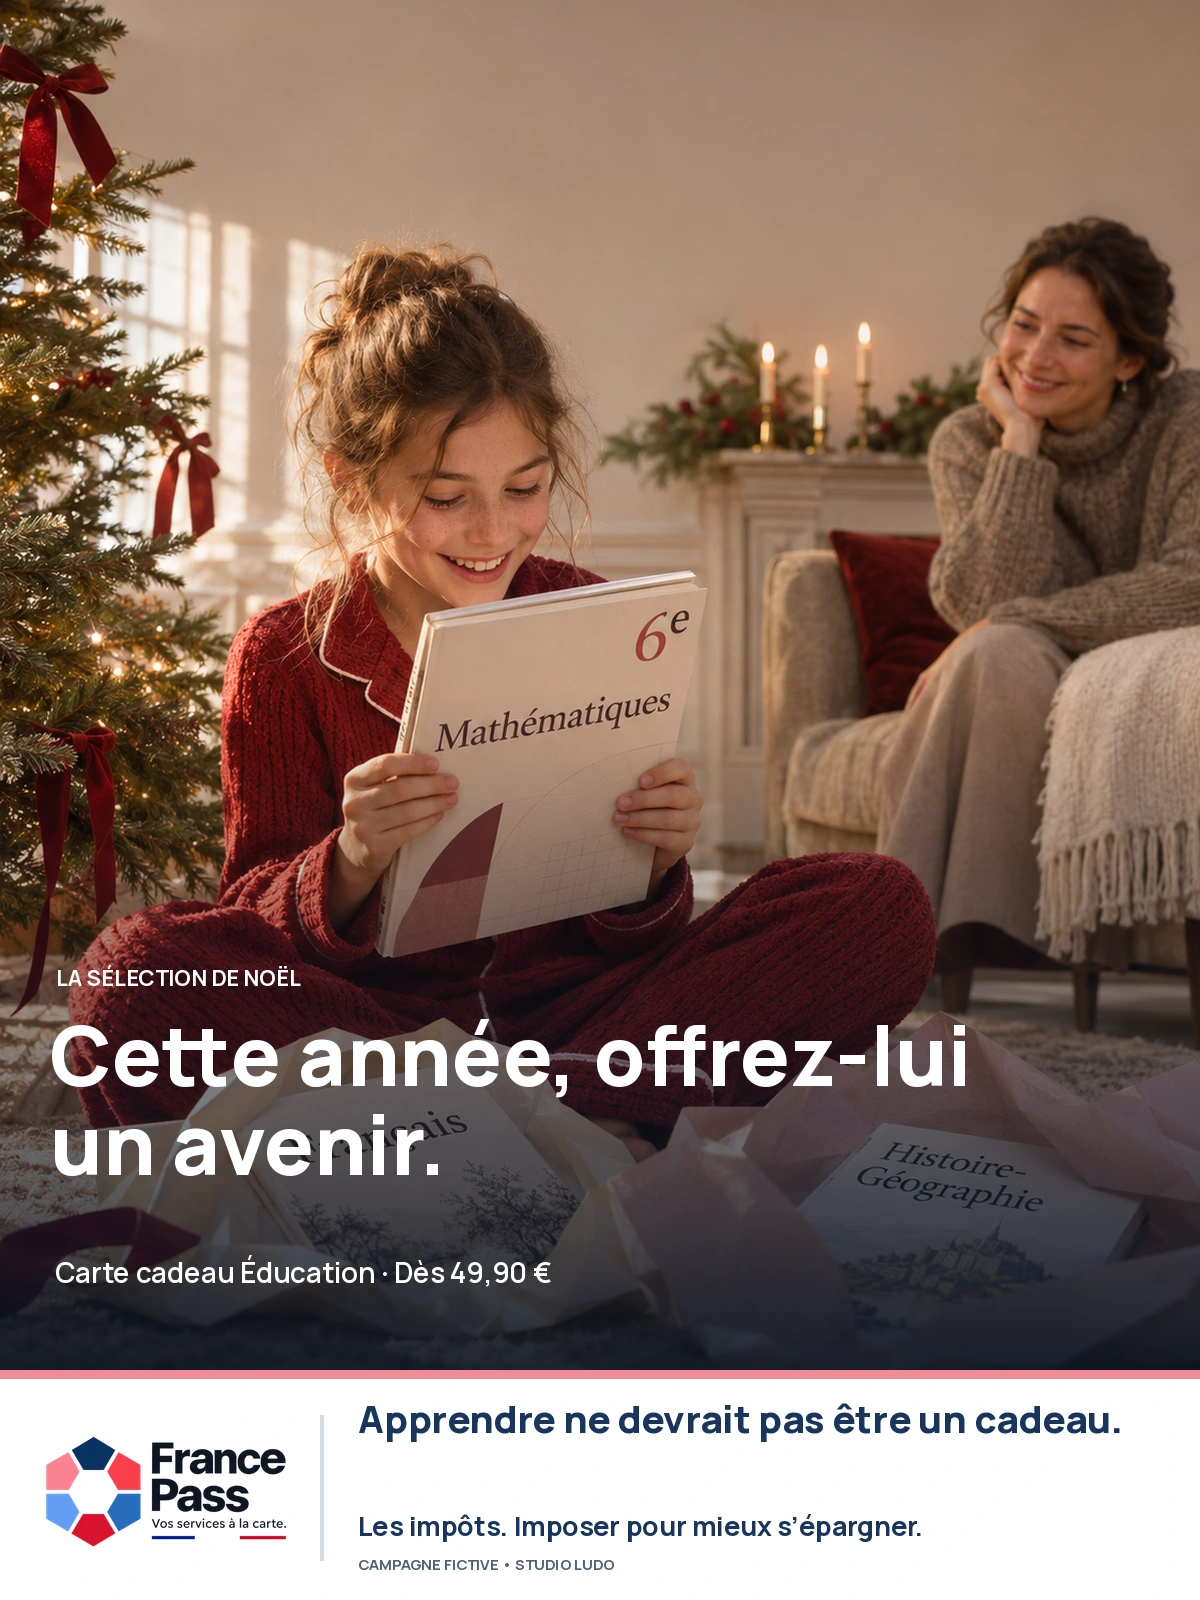 6e
Mathématiques
LA SÉLECTION DE NOËL
Cette année, offrez-lui
un avenir.
Français
Histoire-
Géographie
Carte cadeau Éducation · Dès 49,90 €
France
Pass
Vos services à la carte.
Apprendre ne devrait pas être un cadeau.
Les impôts. Imposer pour mieux s’épargner.
CAMPAGNE FICTIVE • STUDIO LUDO